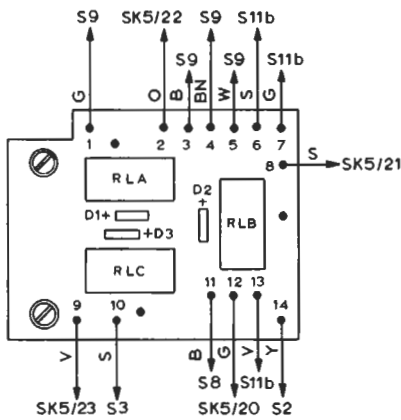 S9 SK5/22 S9 S11b
S9 S9 S11b
G O B BN W S G
1 2 3 4 5 6 7
8 S SK5/21
RLA
D2
+
D1+
RLB
+D3
RLC
9 10 11 12 13 14
V S B G V Y
S8 S11b
SK5/23 S3 SK5/20 S2